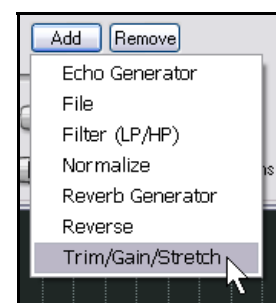 Add Remove
Echo Generator
File
Filter (LP/HP)
Normalize
Reverb Generator
Reverse
Trim/Gain/Stretch